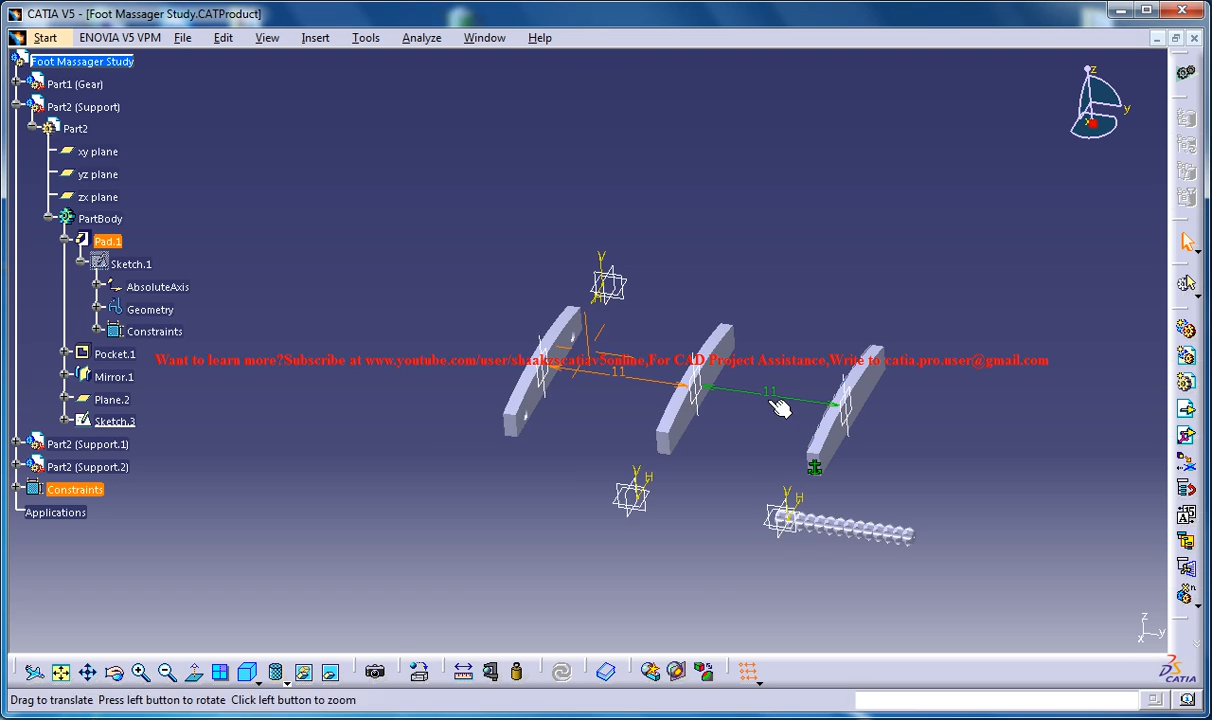 CATIA V5 - [Foot Massager Study.CATProduct]
Start ENOVIA V5 VPM File Edit View Insert Tools Analyze Window Help
Foot Massager Study
Part1 (Gear)
Part2 (Support)
Part2
xy plane
yz plane
zx plane
PartBody
Pad.1
Sketch.1
AbsoluteAxis
Geometry
Constraints
Pocket.1
Mirror.1
Plane.2
Sketch.3
Part2 (Support.1)
Part2 (Support.2)
Constraints
Applications
z
y
x
V
H
11
11
Want to learn more?Subscribe at www.youtube.com/user/shaakzscatiav5online,For CAD Project Assistance,Write to catia.pro.user@gmail.com
V H
V H
z
x y
CATIA
Drag to translate Press left button to rotate Click left button to zoom